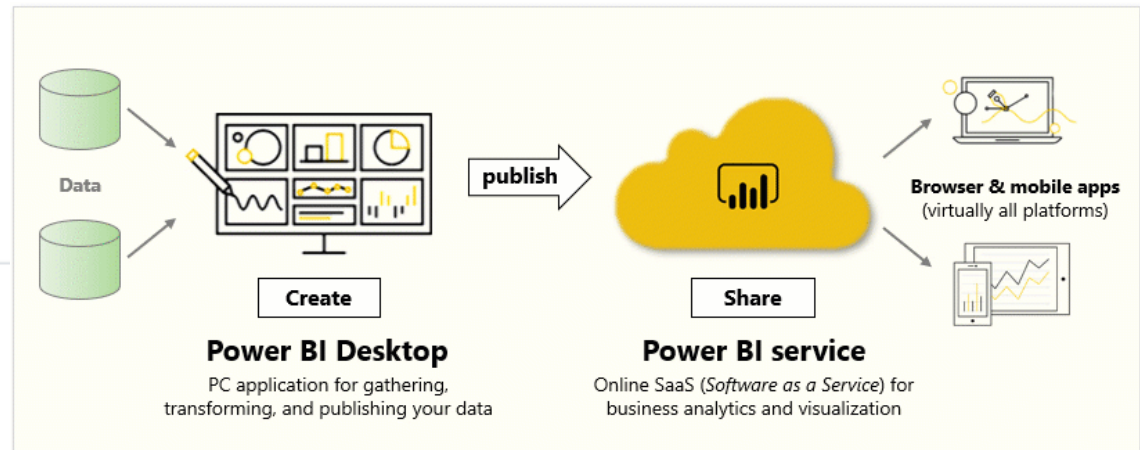 Data
publish
Browser & mobile apps
(virtually all platforms)
Create
Share
Power BI Desktop
PC application for gathering,
transforming, and publishing your data
Power BI service
Online SaaS (Software as a Service) for
business analytics and visualization